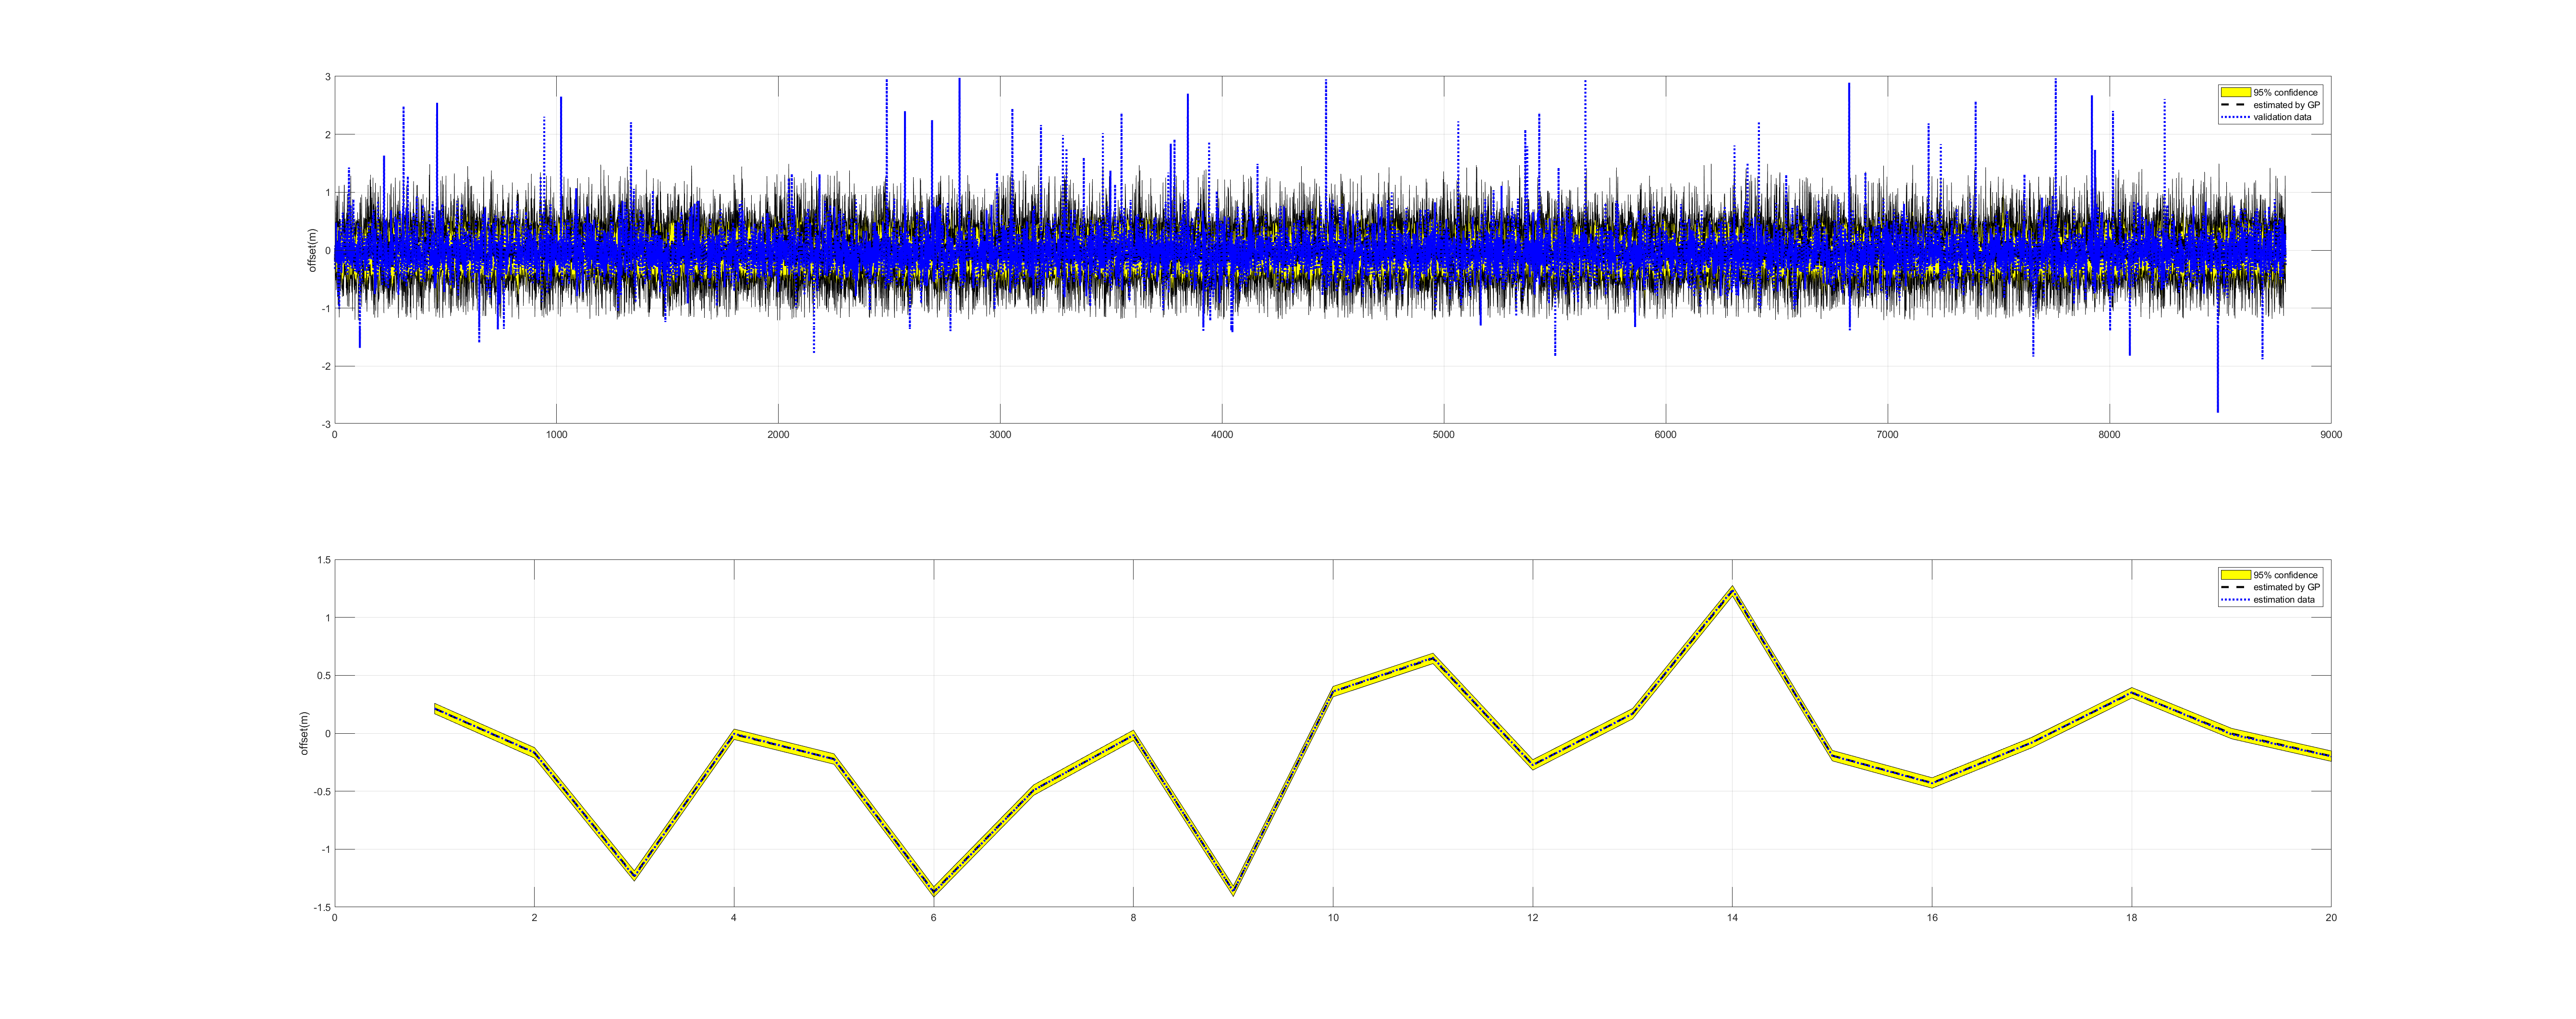 3
2
1
0
-1
-2
-3
offset(m)
0 1000 2000 3000 4000 5000 6000 7000 8000 9000
95% confidence
estimated by GP
validation data
1.5
1
0.5
0
-0.5
-1
-1.5
offset(m)
0 2 4 6 8 10 12 14 16 18 20
95% confidence
estimated by GP
estimation data